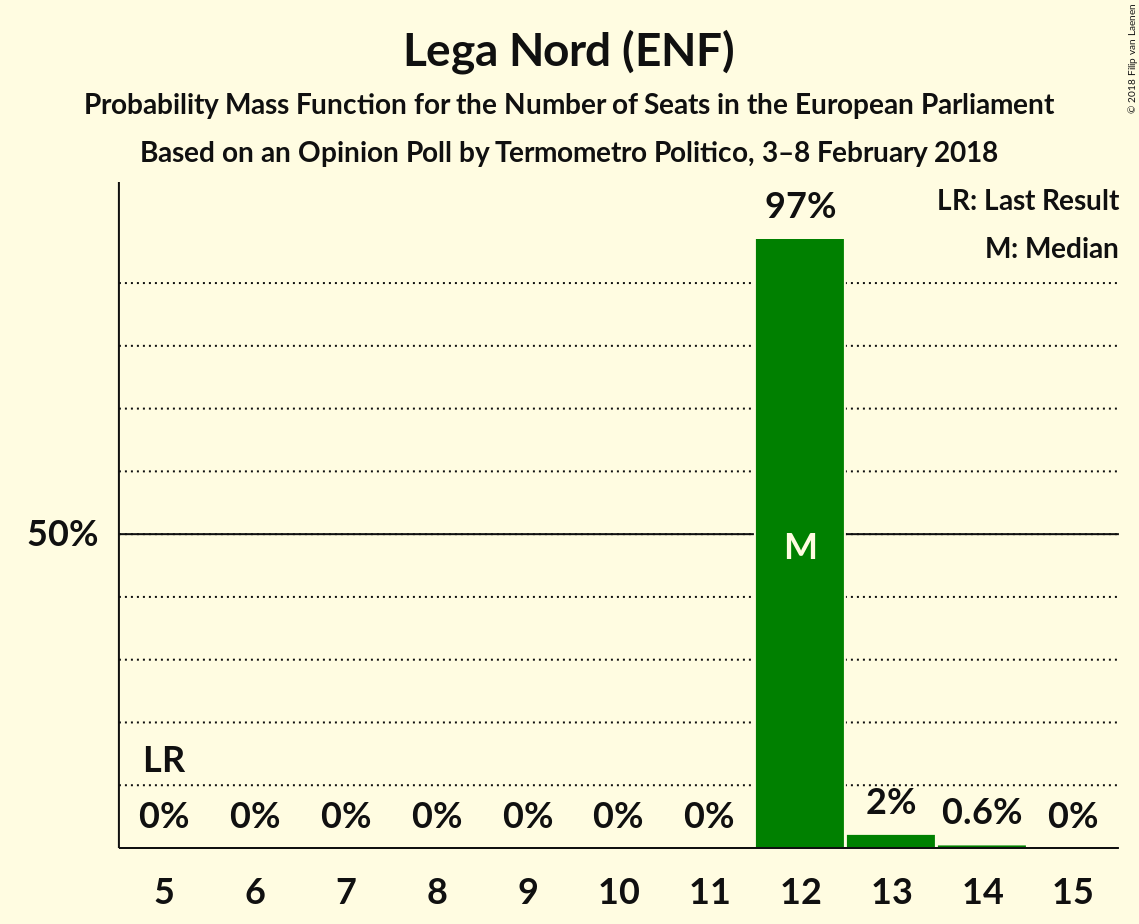 Lega Nord (ENF)
Probability Mass Function for the Number of Seats in the European Parliament
Based on an Opinion Poll by Termometro Politico, 3–8 February 2018
© 2018 Filip van Laenen
LR: Last Result
M: Median
97%
50%
M
LR
0% 0% 0% 0% 0% 0% 0% 2% 0.6% 0%
5 6 7 8 9 10 11 12 13 14 15